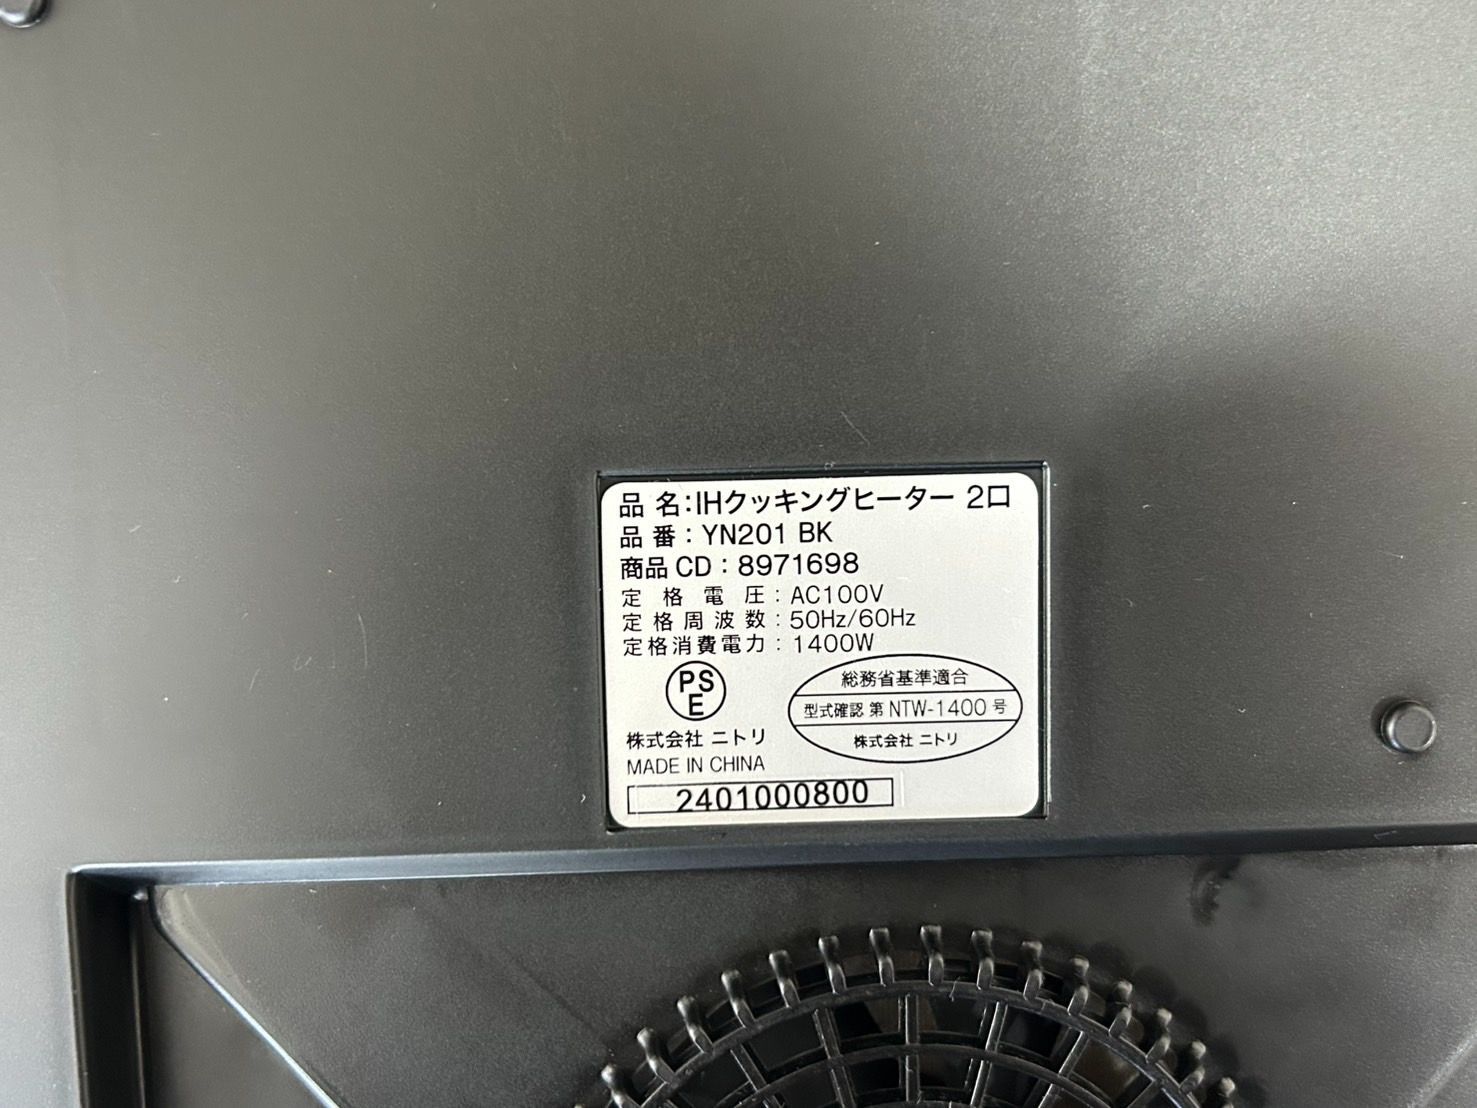 品 名:IHクッキングヒーター 2口
品 番:YN201 BK
商品 CD:8971698
定格電圧:AC100V
定格周波数:50Hz/60Hz
定格消費電力:1400W
PS
E
総務省基準適合
型式確認 第 NTW-1400 号
株式会社 ニトリ
株式会社 ニトリ
MADE IN CHINA
2401000800